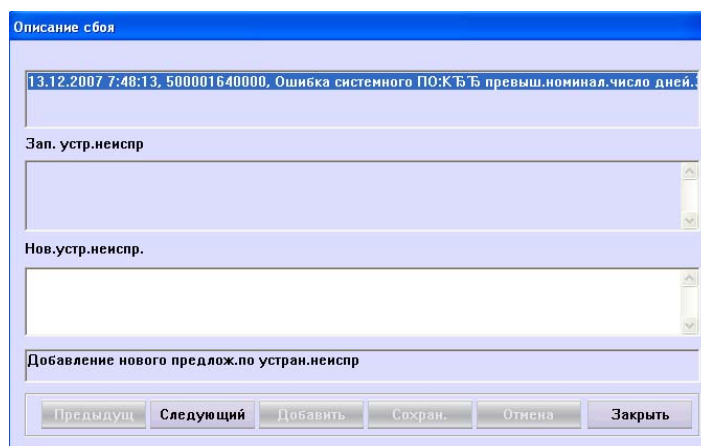 Описание сбоя
13.12.2007 7:48:13, 500001640000, Ошибка системного ПО:КЂЂ превыш.номинал.число дней.
Зап. устр.неиспр
Нов.устр.неиспр.
Добавление нового предлож.по устран.неиспр
Предыдущ Следующий Добавить Сохран. Отмена Закрыть